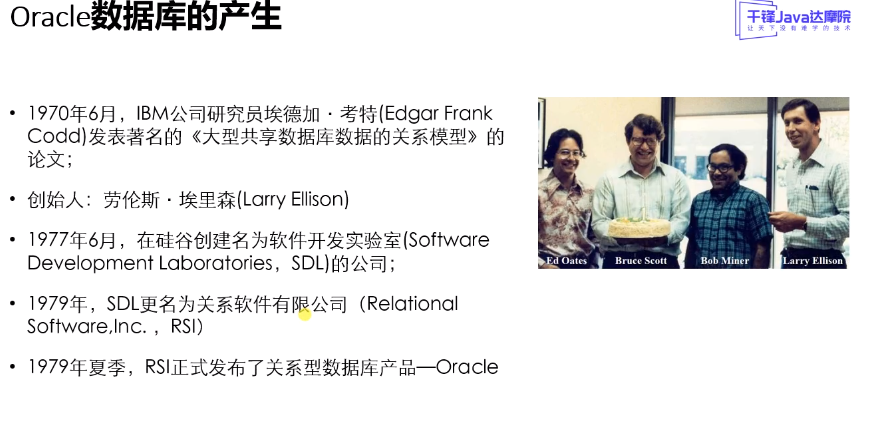 Oracle数据库的产生
千锋Java达摩院
让天下没有难学的技术
• 1970年6月，IBM公司研究员埃德加·考特(Edgar Frank
Codd)发表著名的《大型共享数据库数据的关系模型》的
论文；
• 创始人：劳伦斯·埃里森(Larry Ellison)
• 1977年6月，在硅谷创建名为软件开发实验室(Software
Development Laboratories，SDL)的公司；
• 1979年，SDL更名为关系软件有限公司（Relational
Software,Inc.，RSI）
• 1979年夏季，RSI正式发布了关系型数据库产品—Oracle
Ed Oates Bruce Scott Bob Miner Larry Ellison